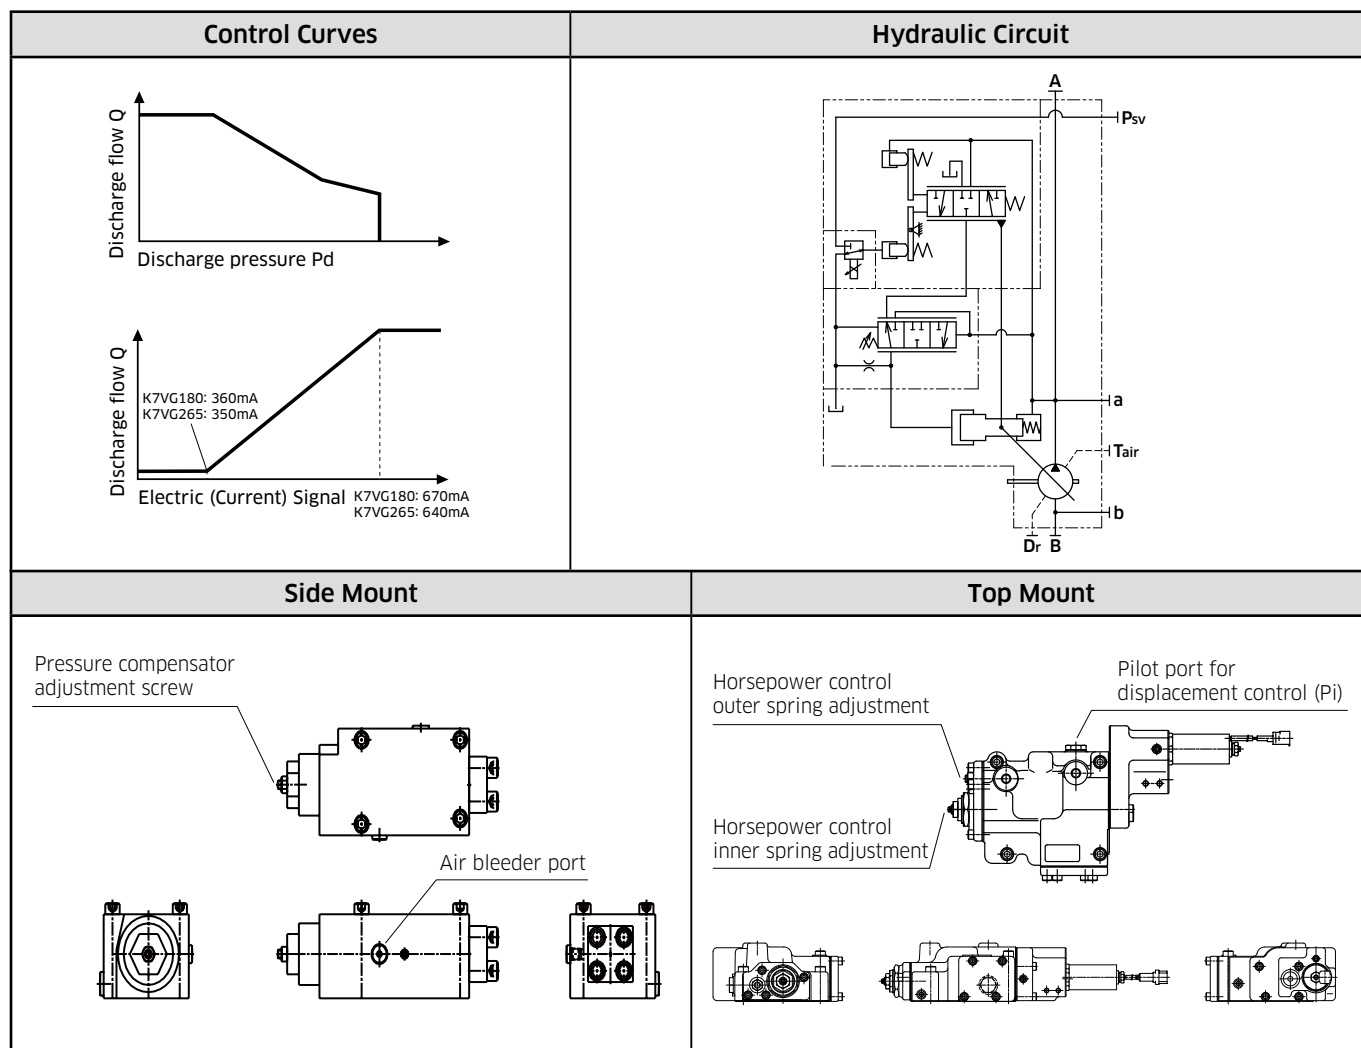 Control Curves
Hydraulic Circuit
Discharge flow Q
Discharge pressure Pd
Discharge flow Q
K7VG180: 360mA
K7VG265: 350mA
Electric (Current) Signal
K7VG180: 670mA
K7VG265: 640mA
A
Psv
a
Tair
b
Dr
B
Side Mount
Top Mount
Pressure compensator
adjustment screw
Air bleeder port
Horsepower control
outer spring adjustment
Pilot port for
displacement control (Pi)
Horsepower control
inner spring adjustment